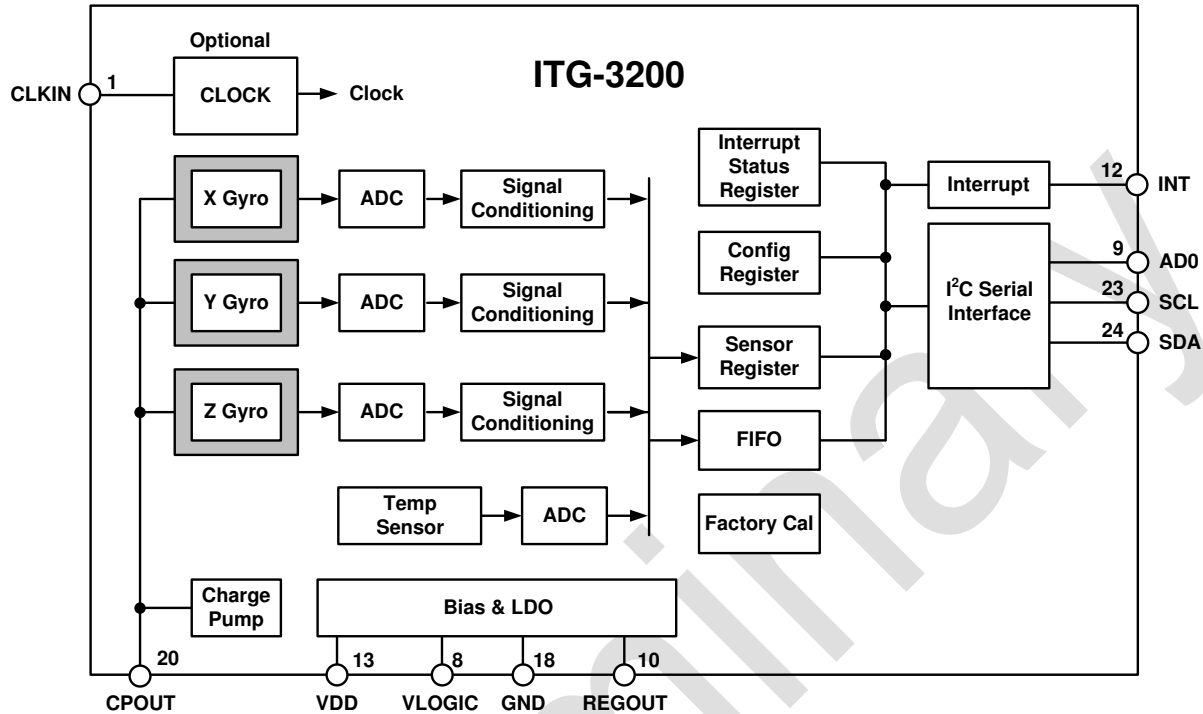 Optional
ITG-3200
CLKIN
1
CLOCK
Clock
Interrupt
Status
Register
X Gyro
ADC
Signal
Conditioning
Interrupt
12
INT
Config
Register
Y Gyro
ADC
Signal
Conditioning
I²C Serial
Interface
9
AD0
23
SCL
24
SDA
Sensor
Register
Z Gyro
ADC
Signal
Conditioning
FIFO
Temp
Sensor
ADC
Factory Cal
Charge
Pump
Bias & LDO
20
13
8
18
10
CPOUT
VDD
VLOGIC
GND
REGOUT